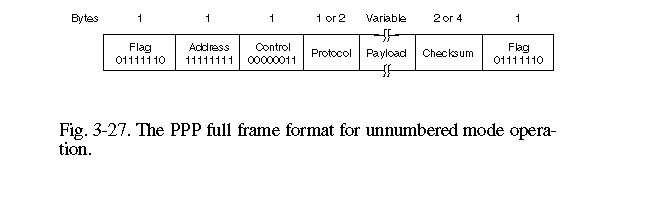 Bytes 1 1 1 1 or 2 Variable 2 or 4 1
Flag Address Control Protocol Payload Checksum Flag
01111110 11111111 00000011 01111110
Fig. 3-27. The PPP full frame format for unnumbered mode opera-
tion.